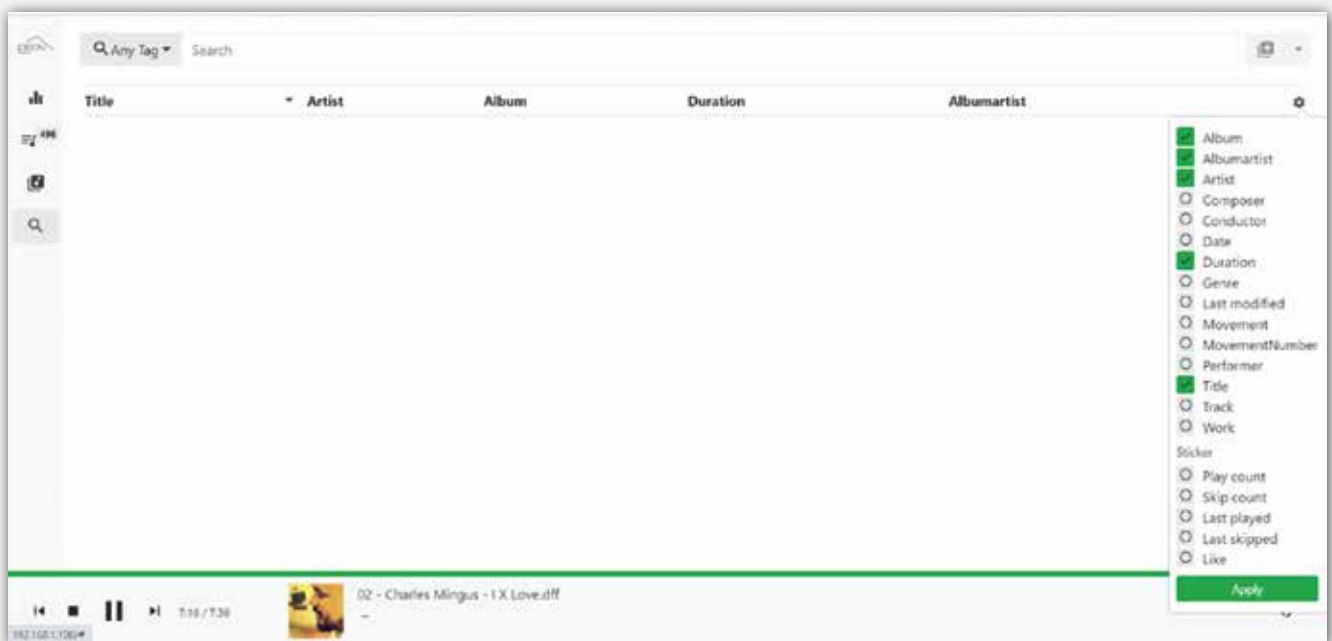 Any Tag Search
Title Artist Album Duration Albumartist
Album
Albumartist
Artist
Composer
Conductor
Date
Duration
Genre
Last modified
Movement
MovementNumber
Performer
Title
Track
Work
Sticker
Play count
Skip count
Last played
Last skipped
Like
Apply
02 - Charles Mingus - I X Love.dff